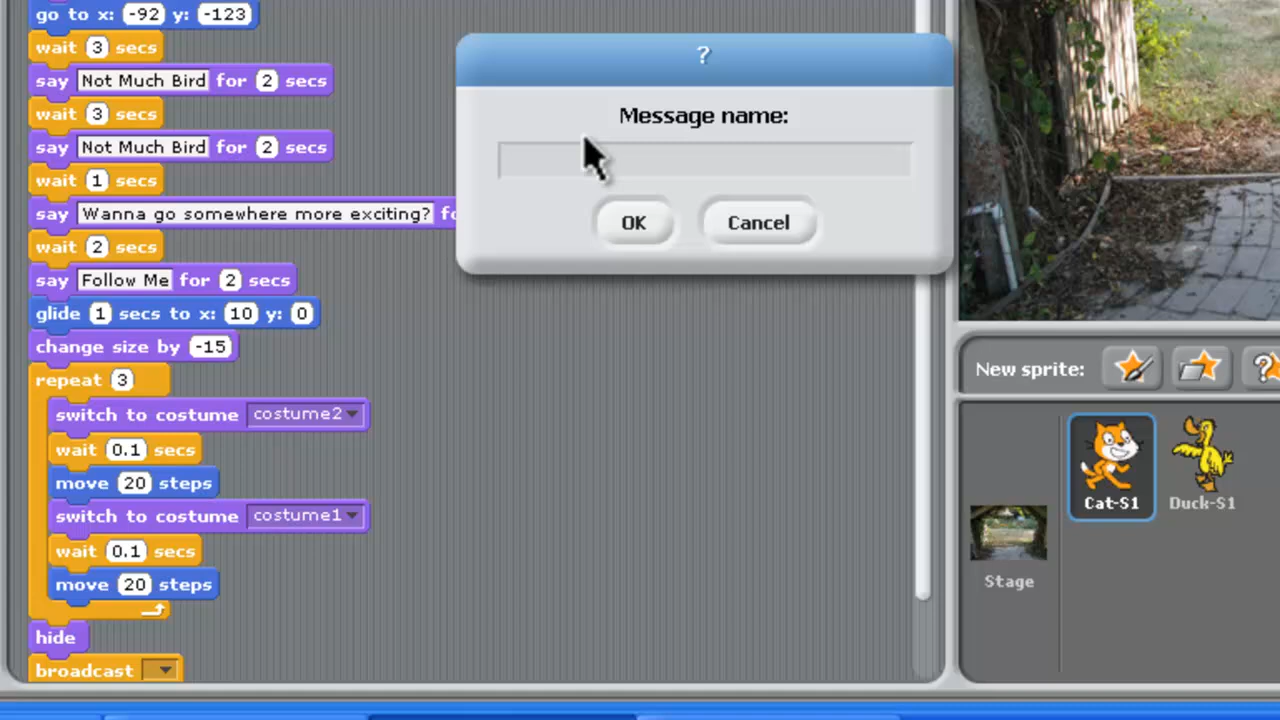 go to x: -92 y: -123
wait 3 secs
say Not Much Bird for 2 secs
wait 3 secs
say Not Much Bird for 2 secs
wait 1 secs
say Wanna go somewhere more exciting? fo
wait 2 secs
say Follow Me for 2 secs
glide 1 secs to x: 10 y: 0
change size by -15
repeat 3
switch to costume costume2
wait 0.1 secs
move 20 steps
switch to costume costume1
wait 0.1 secs
move 20 steps
hide
broadcast
?
Message name:
OK Cancel
New sprite:
Cat-S1 Duck-S1
Stage